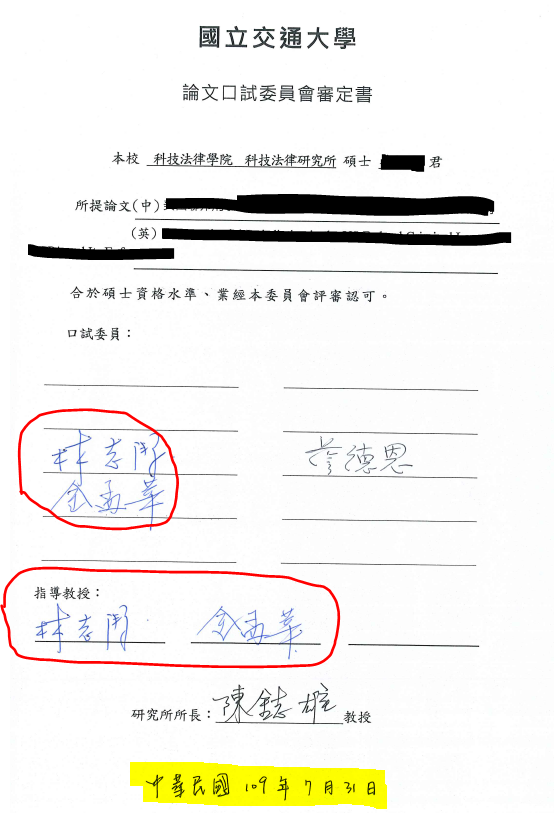 國立交通大學
論文口試委員會審定書
本校 科技法律學院 科技法律研究所 碩士 君
所提論文(中)
(英)
合於碩士資格水準、業經本委員會評審認可。
口試委員：
林志潔 詹德恩
金孟華
指導教授：
林志潔 金孟華
研究所所長：陳鋕雄 教授
中華民國 109 年 7 月 31 日